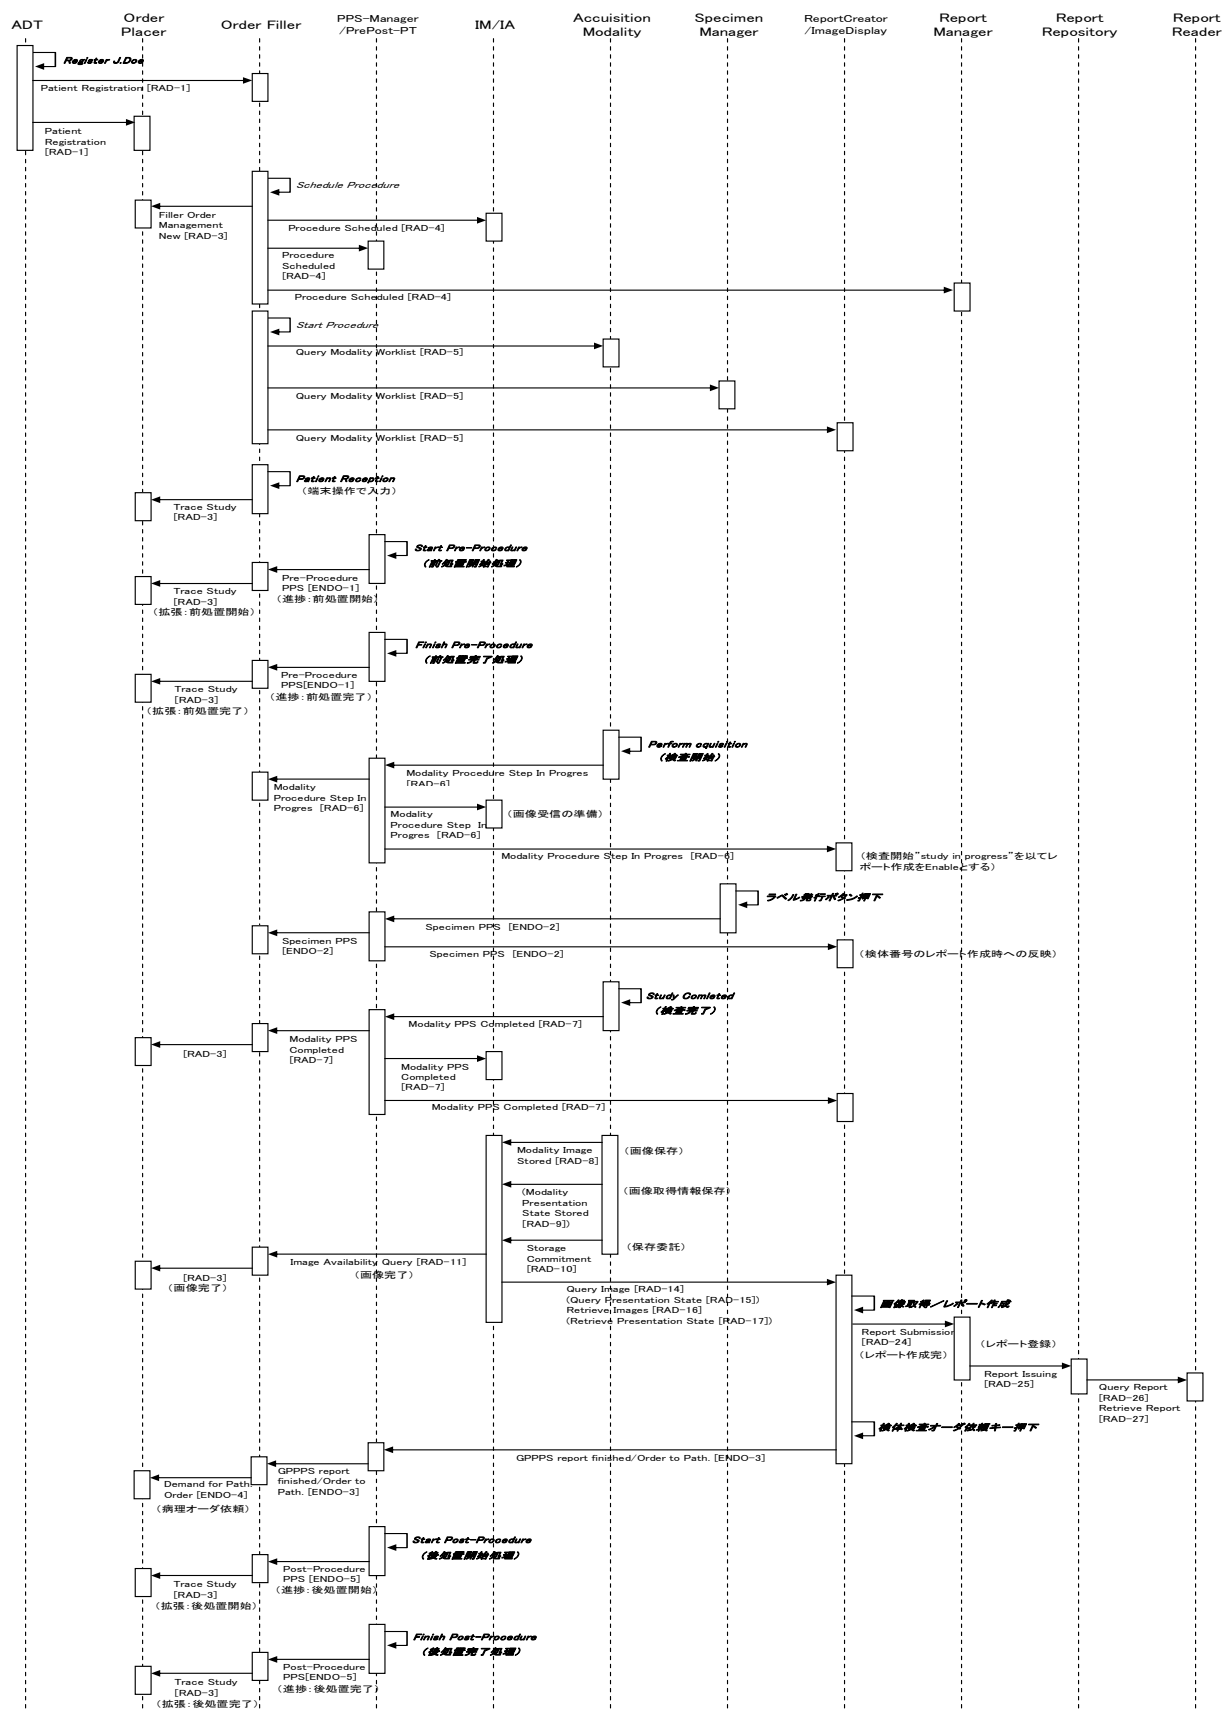 ADT
Order
Placer
Order Filler
PPS-Manager
/PrePost-PT
IM/IA
Accuisition
Modality
Specimen
Manager
ReportCreator
/ImageDisplay
Report
Manager
Report
Repository
Report
Reader
Register J.Doe
Patient Registration [RAD-1]
Patient
Registration
[RAD-1]
Schedule Procedure
Filler Order
Management
New [RAD-3]
Procedure Scheduled [RAD-4]
Procedure
Scheduled
[RAD-4]
Procedure Scheduled [RAD-4]
Start Procedure
Query Modality Worklist [RAD-5]
Query Modality Worklist [RAD-5]
Query Modality Worklist [RAD-5]
Patient Reception
（端末操作で入力）
Trace Study
[RAD-3]
Start Pre-Procedure
（前処置開始処理）
Pre-Procedure
PPS [ENDO-1]
（進捗：前処置開始）
Trace Study
[RAD-3]
（拡張：前処置開始）
Finish Pre-Procedure
（前処置完了処理）
Pre-Procedure
PPS[ENDO-1]
（進捗：前処置完了）
Trace Study
[RAD-3]
（拡張：前処置完了）
Perform cquisition
（検査開始）
Modality Procedure Step In Progres
[RAD-6]
Modality
Procedure Step In
Progres [RAD-6]
Modality
Procedure Step In
Progres [RAD-6]
（画像受信の準備）
Modality Procedure Step In Progres [RAD-6]
（検査開始”study in progress”を以てレ
ポート作成をEnableとする）
ラベル発行ボタン押下
Specimen PPS [ENDO-2]
Specimen PPS
[ENDO-2]
Specimen PPS [ENDO-2]
（検体番号のレポート作成時への反映）
Study Comleted
（検査完了）
Modality PPS Completed [RAD-7]
Modality PPS
Completed
[RAD-7]
[RAD-3]
Modality PPS
Completed
[RAD-7]
Modality PPS Completed [RAD-7]
Modality Image
Stored [RAD-8]
（画像保存）
(Modality
Presentation
State Stored
[RAD-9])
（画像取得情報保存）
Storage
Commitment
[RAD-10]
（保存委託）
Image Availability Query [RAD-11]
（画像完了）
[RAD-3]
（画像完了）
Query Image [RAD-14]
(Query Presentation State [RAD-15])
Retrieve Images [RAD-16]
(Retrieve Presentation State [RAD-17])
画像取得／レポート作成
Report Submission
[RAD-24]
（レポート作成完）
（レポート登録）
Report Issuing
[RAD-25]
Query Report
[RAD-26]
Retrieve Report
[RAD-27]
検体検査オーダ依頼キー押下
GPPPS report finished/Order to Path. [ENDO-3]
GPPPS report
finished/Order to
Path. [ENDO-3]
Demand for Path.
Order [ENDO-4]
（病理オーダ依頼）
Start Post-Procedure
（後処置開始処理）
Post-Procedure
PPS [ENDO-5]
（進捗：後処置開始）
Trace Study
[RAD-3]
（拡張：後処置開始）
Finish Post-Procedure
（後処置完了処理）
Post-Procedure
PPS[ENDO-5]
（進捗：後処置完了）
Trace Study
[RAD-3]
（拡張：後処置完了）